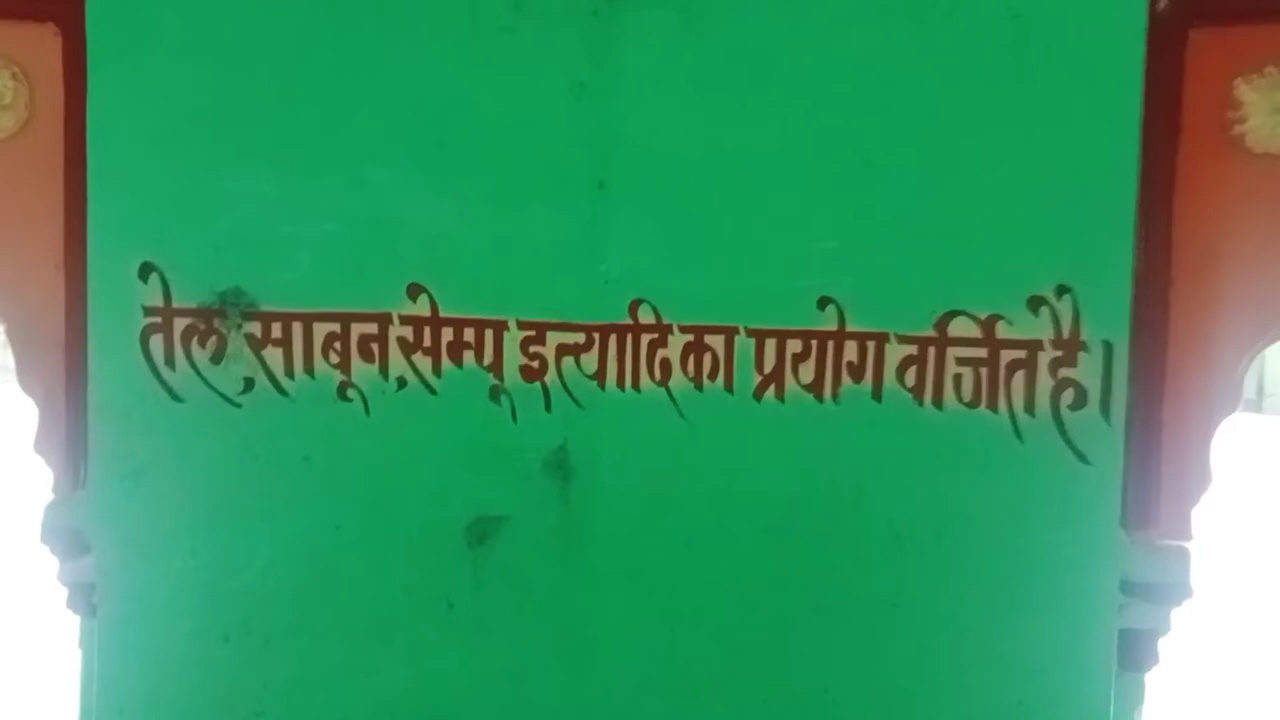 तेल, साबुन, सेम्पू इत्यादि का प्रयोग वर्जित है।